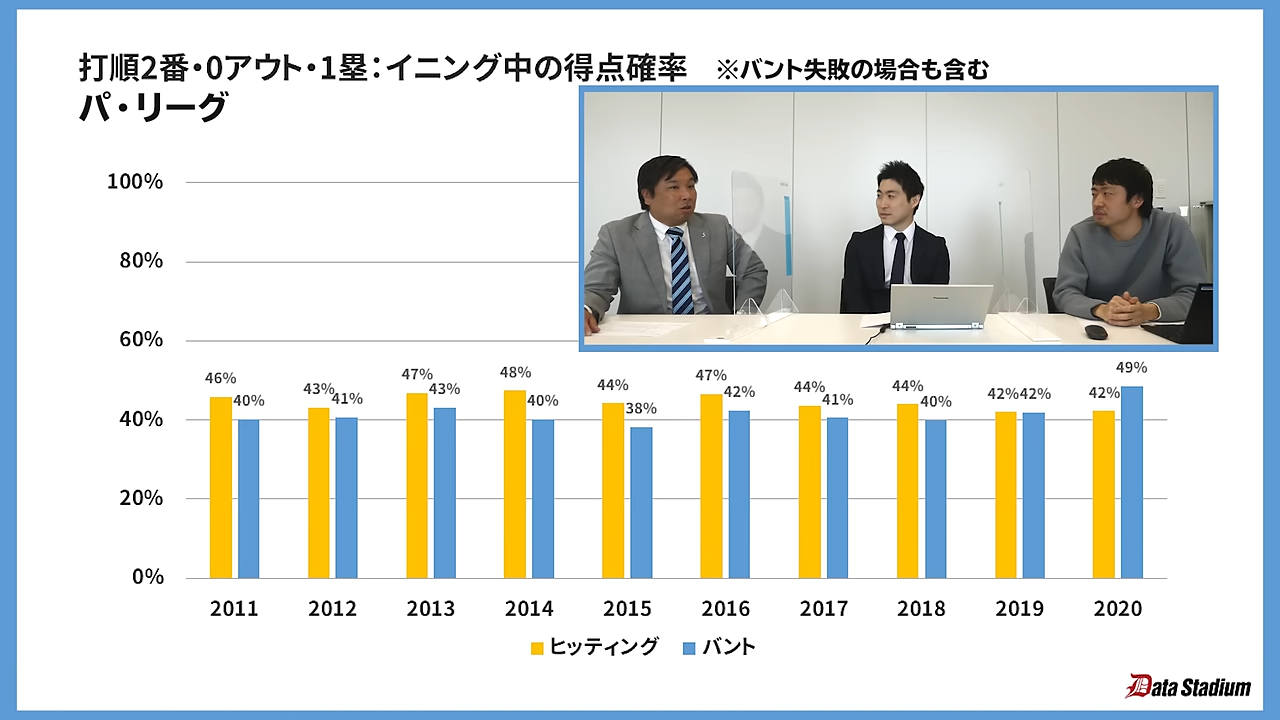 打順2番・0アウト・1塁：イニング中の得点確率 ※バント失敗の場合も含む
パ・リーグ
100%
80%
60%
40%
20%
0%
46% 40% 43% 41% 47% 43% 48% 40% 44% 38% 47% 42% 44% 41% 44% 40% 42% 42% 42% 49%
2011 2012 2013 2014 2015 2016 2017 2018 2019 2020
ヒッティング バント
Data Stadium